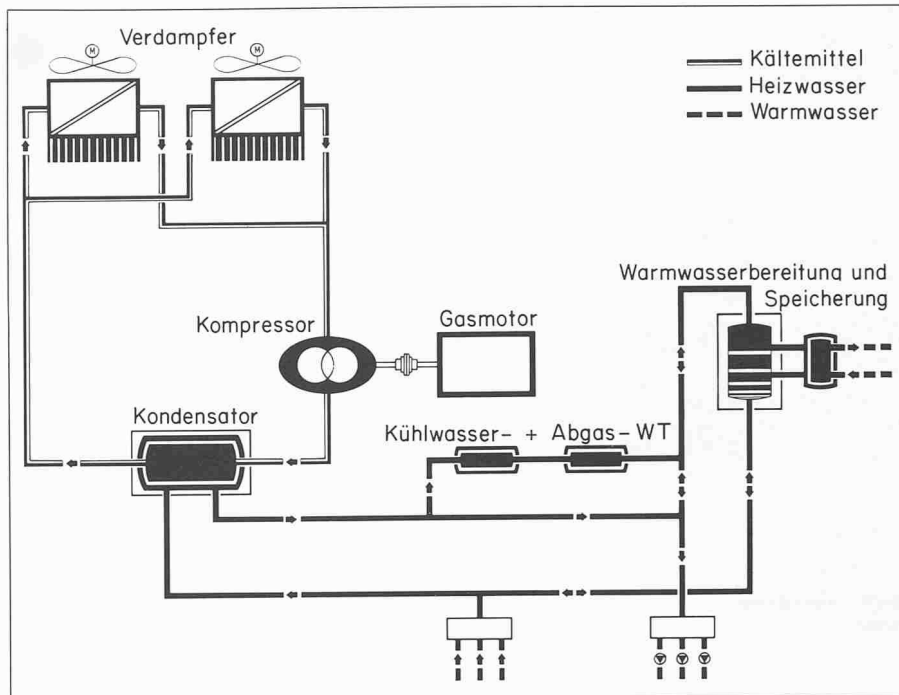 Verdampfer
M
M
Kältemittel
Heizwasser
Warmwasser
Warmwasserbereitung und
Speicherung
Kompressor
Gasmotor
Kondensator
Kühlwasser- + Abgas-WT